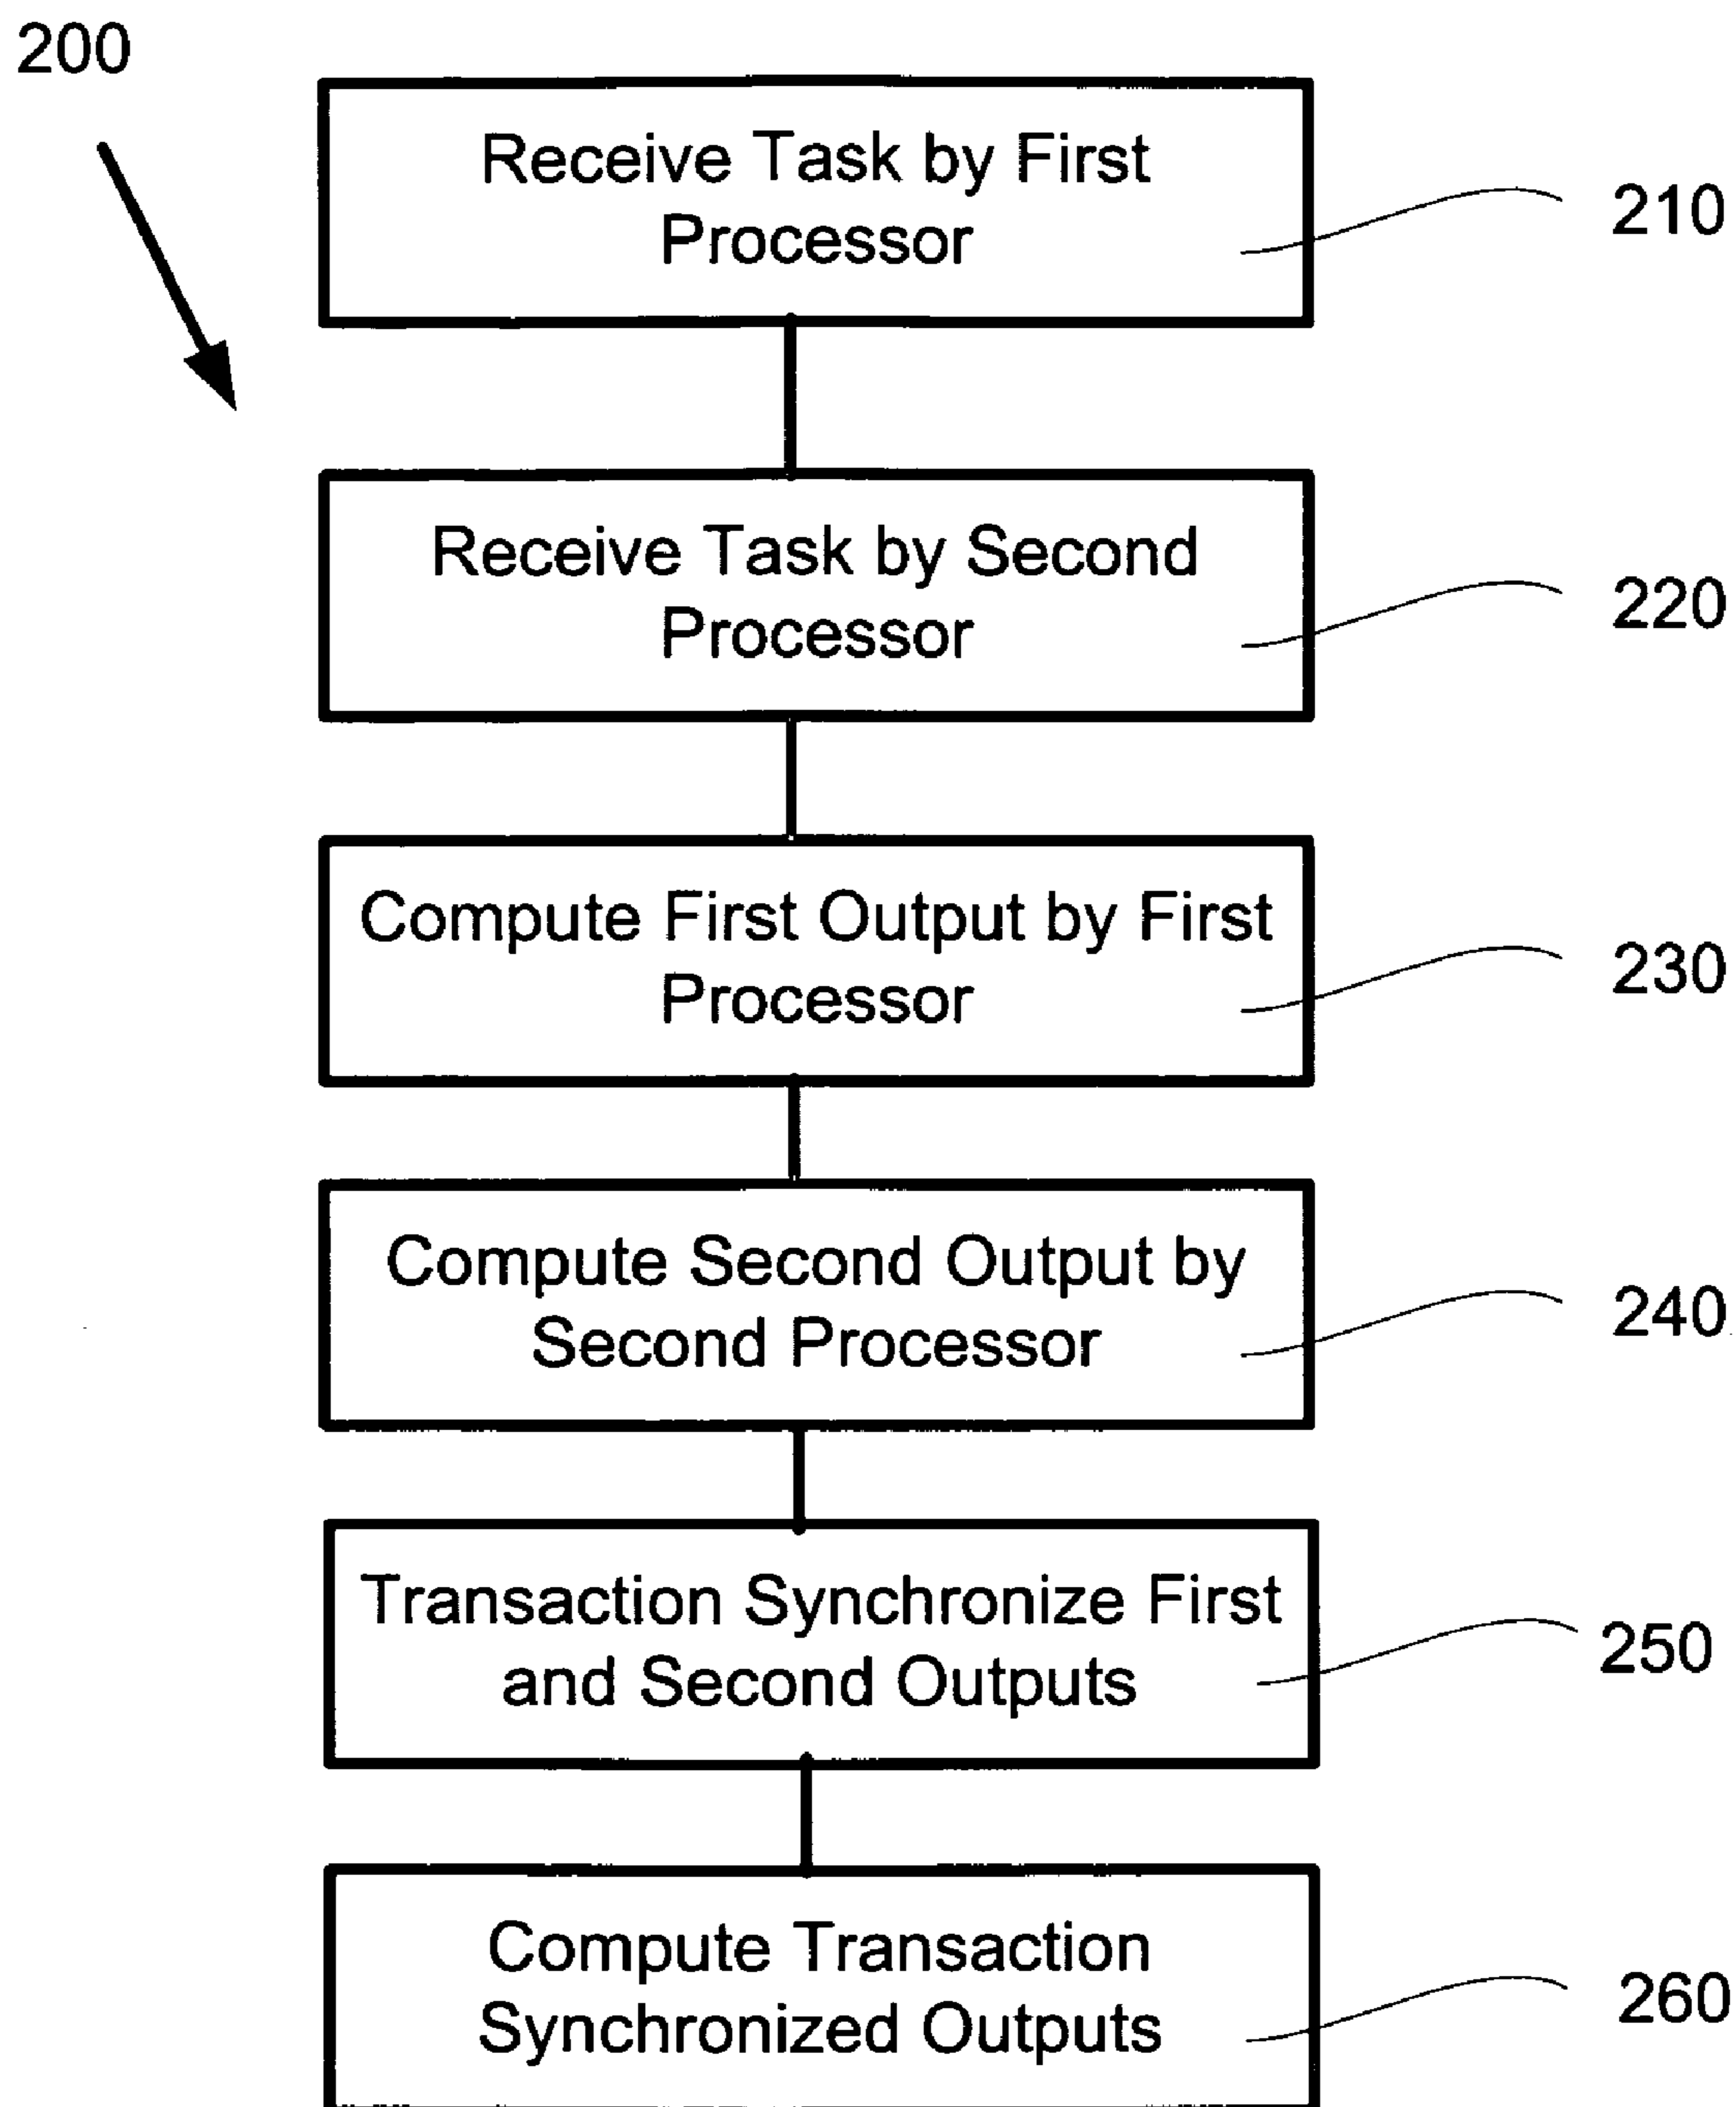 200
Receive Task by First
Processor
210
Receive Task by Second
Processor
220
Compute First Output by First
Processor
230
Compute Second Output by
Second Processor
240
Transaction Synchronize First
and Second Outputs
250
Compute Transaction
Synchronized Outputs
260